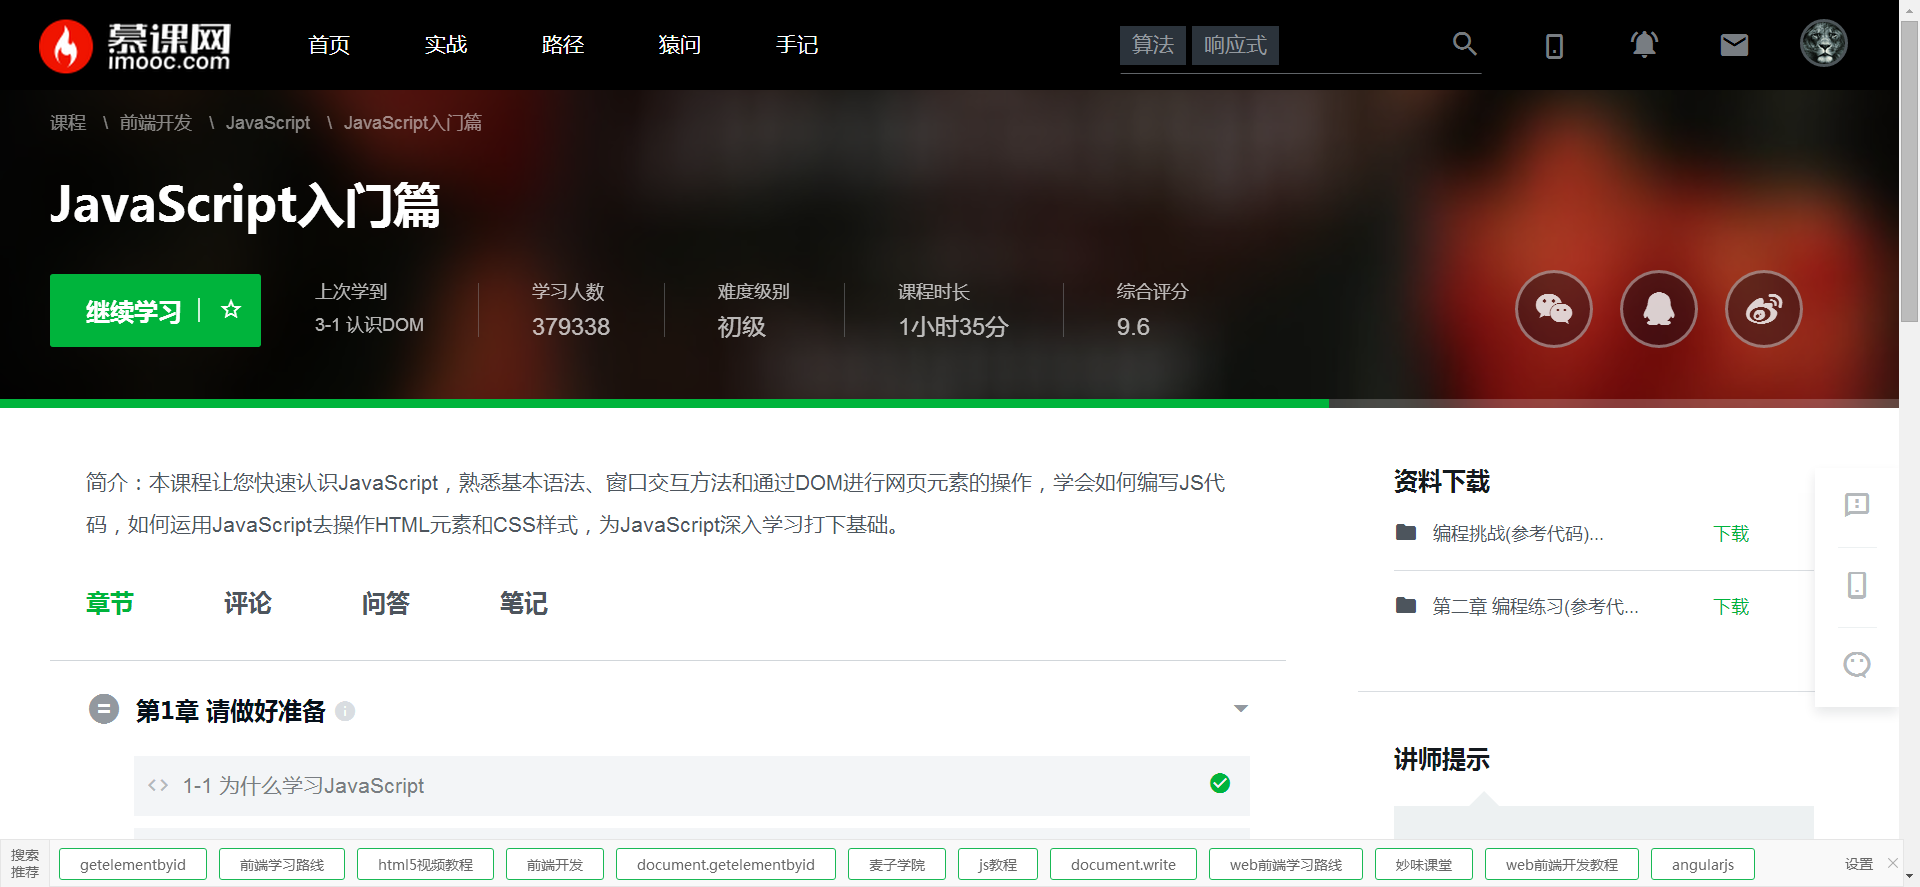 慕课网
imooc.com
首页 实战 路径 猿问 手记 算法 响应式
课程 \ 前端开发 \ JavaScript \ JavaScript入门篇
JavaScript入门篇
继续学习
上次学到 学习人数 难度级别 课程时长 综合评分
3-1 认识DOM 379338 初级 1小时35分 9.6
简介：本课程让您快速认识JavaScript，熟悉基本语法、窗口交互方法和通过DOM进行网页元素的操作，学会如何编写JS代
码，如何运用JavaScript去操作HTML元素和CSS样式，为JavaScript深入学习打下基础。
章节 评论 问答 笔记
第1章 请做好准备
1-1 为什么学习JavaScript
资料下载
编程挑战(参考代码)... 下载
第二章 编程练习(参考代... 下载
讲师提示
搜索
推荐
getelementbyid 前端学习路线 html5视频教程 前端开发 document.getelementbyid 麦子学院 js教程 document.write web前端学习路线 妙味课堂 web前端开发教程 angularjs 设置